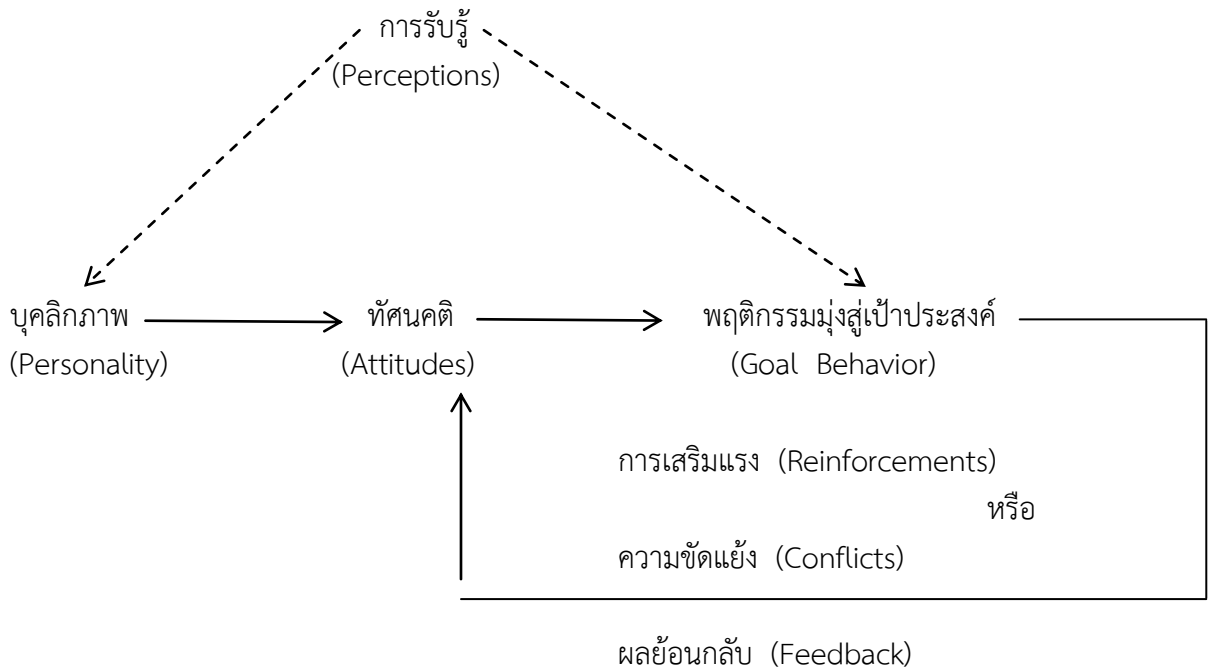 การรับรู้
(Perceptions)
บุคลิกภาพ
(Personality)
ทัศนคติ
(Attitudes)
พฤติกรรมมุ่งสู่เป้าประสงค์
(Goal Behavior)
การเสริมแรง (Reinforcements)
หรือ
ความขัดแย้ง (Conflicts)
ผลย้อนกลับ (Feedback)